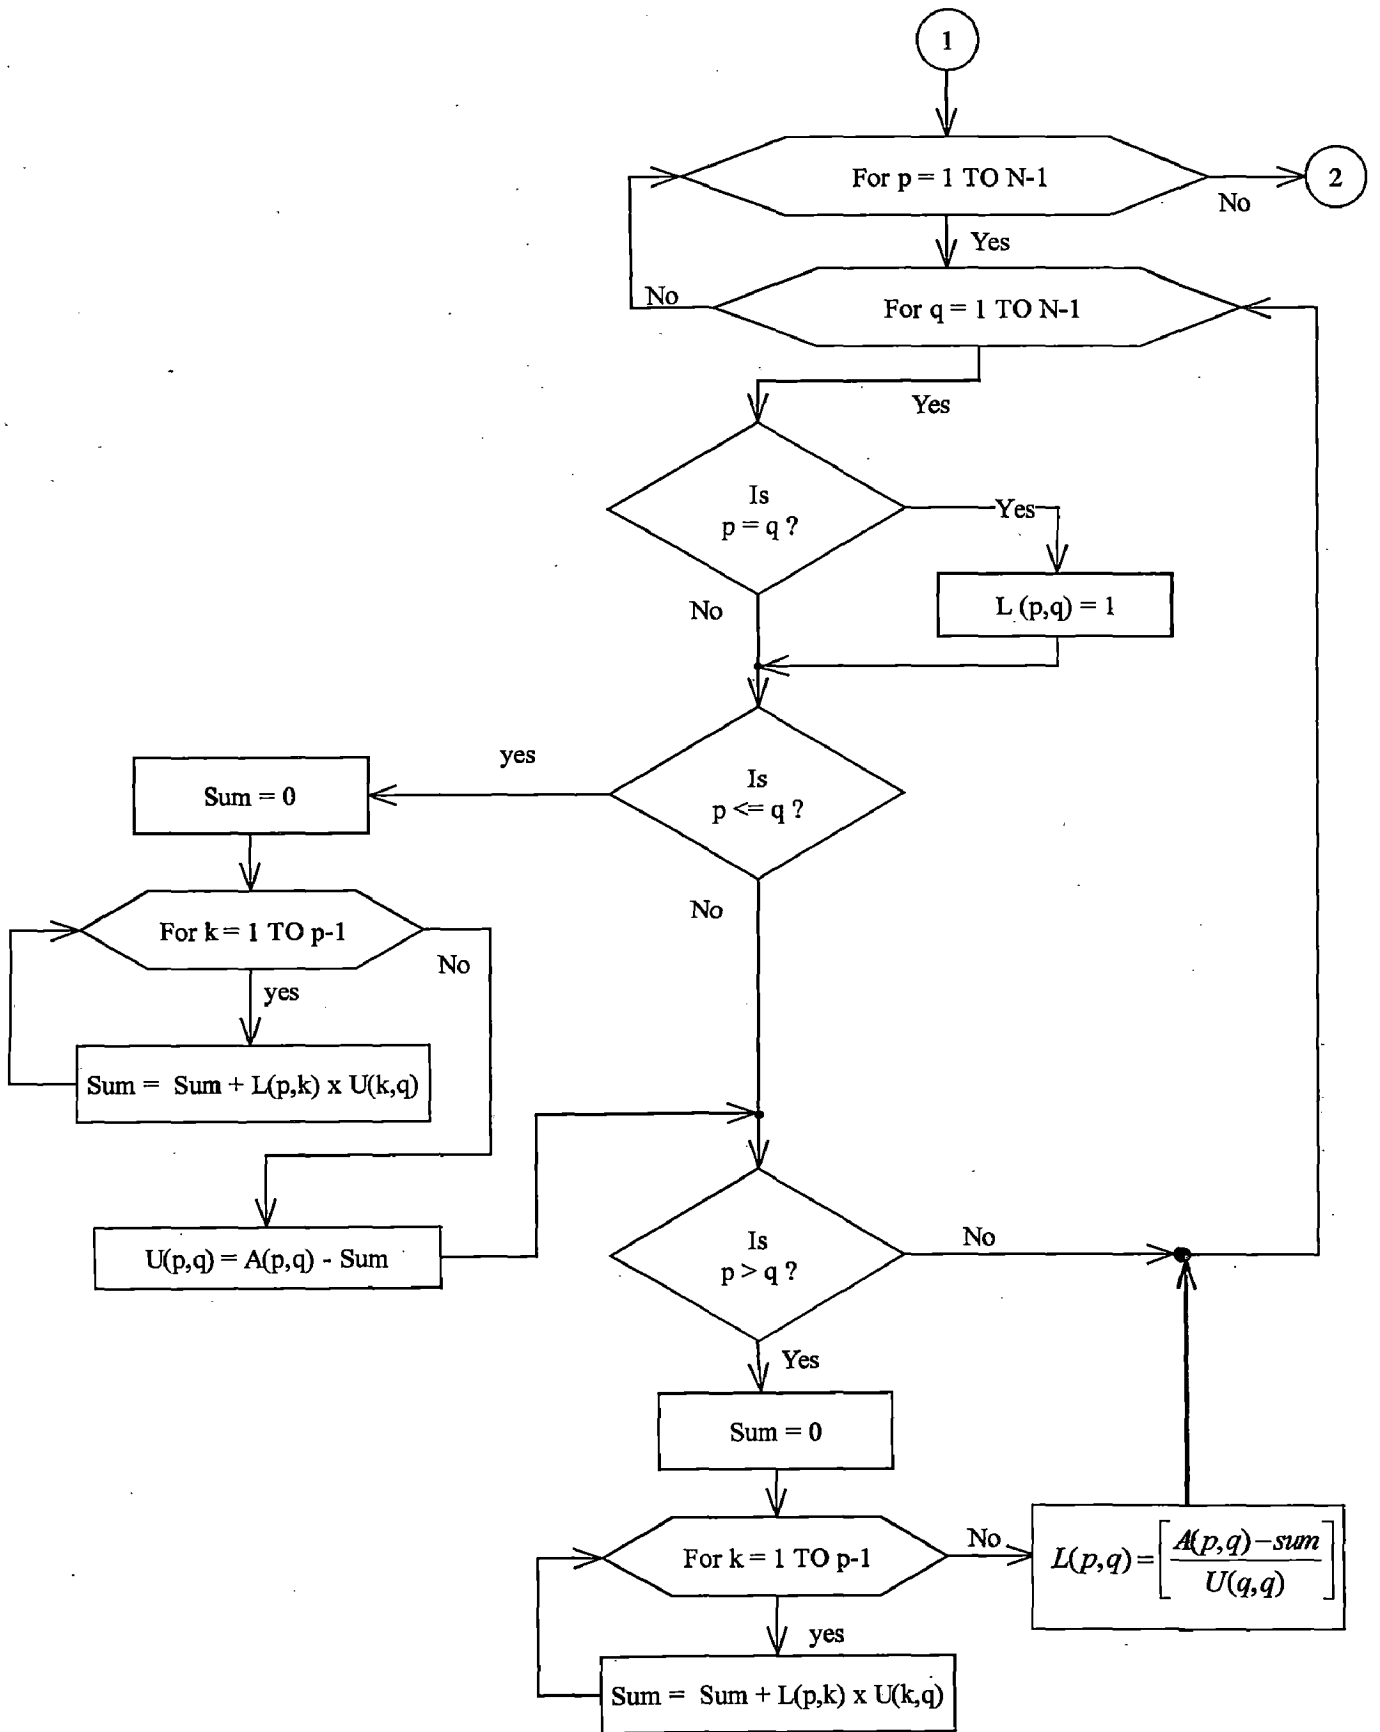 1
For p = 1 TO N-1
2
No
Yes
No
For q = 1 TO N-1
Yes
Is
p = q ?
Yes
L (p,q) = 1
No
yes
Is
p <= q ?
Sum = 0
No
For k = 1 TO p-1
No
yes
Sum = Sum + L(p,k) x U(k,q)
U(p,q) = A(p,q) - Sum
Is
p > q ?
No
Yes
Sum = 0
For k = 1 TO p-1
No
L(p,q) = [ A(p,q) - sum
U(q,q) ]
yes
Sum = Sum + L(p,k) x U(k,q)